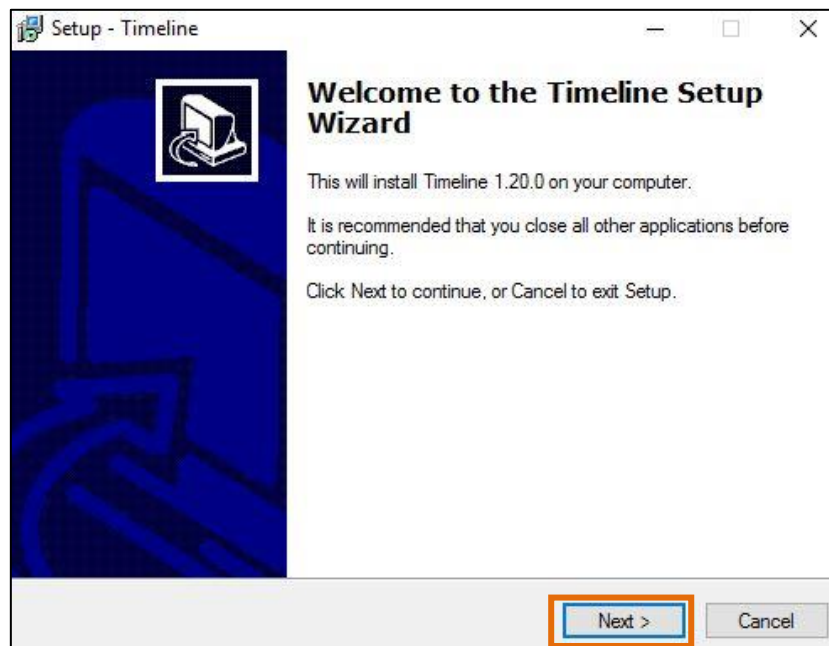 Setup - Timeline
Welcome to the Timeline Setup
Wizard
This will install Timeline 1.20.0 on your computer.
It is recommended that you close all other applications before
continuing.
Click Next to continue, or Cancel to exit Setup.
Next >
Cancel